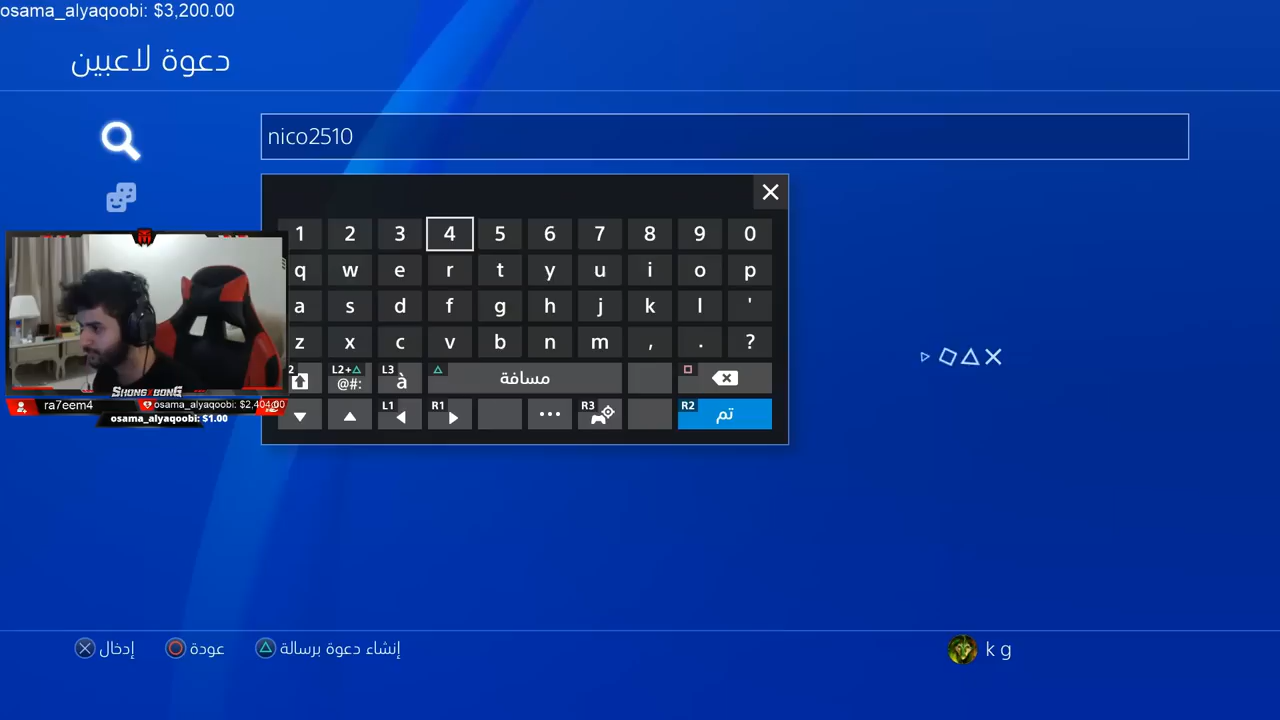 osama_alyaqoobi: $3,200.00
دعوة لاعبين
nico2510
1 2 3 4 5 6 7 8 9 0
q w e r t y u i o p
a s d f g h j k l '
z x c v b n m , . ?
L2+△ @#: L3 à △ مسافة
L1 R1 ... R3 R2 تم
SHONGXBONG
ra7eem4 osama_alyaqoobi: $2,404.00
osama_alyaqoobi: $1.00
إدخال عودة إنشاء دعوة برسالة
k g